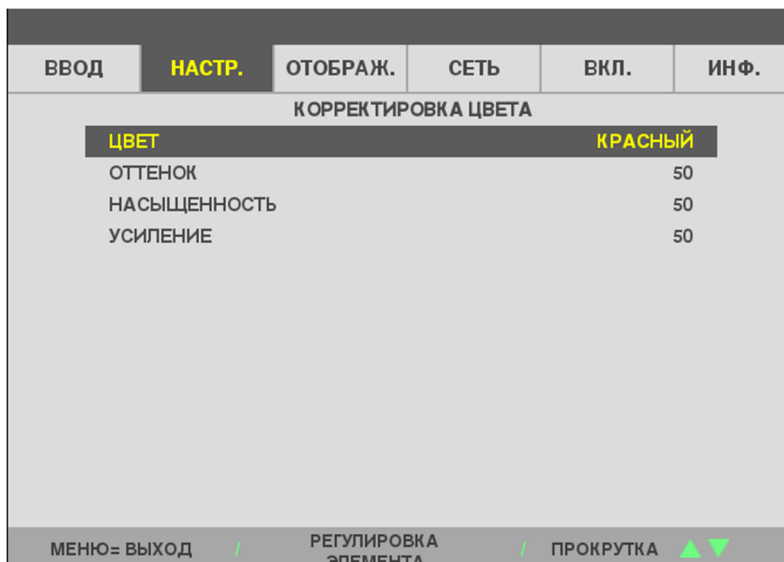 ВВОД НАСТР. ОТОБРАЖ. СЕТЬ ВКЛ. ИНФ.
КОРРЕКТИРОВКА ЦВЕТА
ЦВЕТ КРАСНЫЙ
ОТТЕНОК 50
НАСЫЩЕННОСТЬ 50
УСИЛЕНИЕ 50
МЕНЮ= ВЫХОД / РЕГУЛИРОВКА ЭЛЕМЕНТА / ПРОКРУТКА